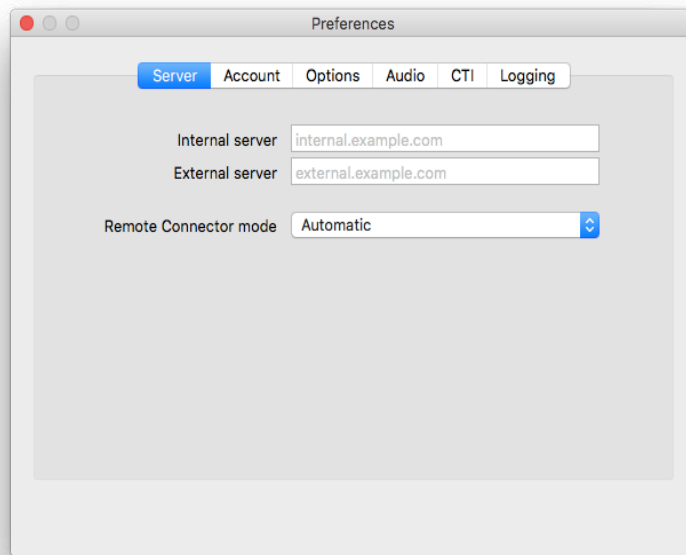 Preferences
Server Account Options Audio CTI Logging
Internal server internal.example.com
External server external.example.com
Remote Connector mode Automatic